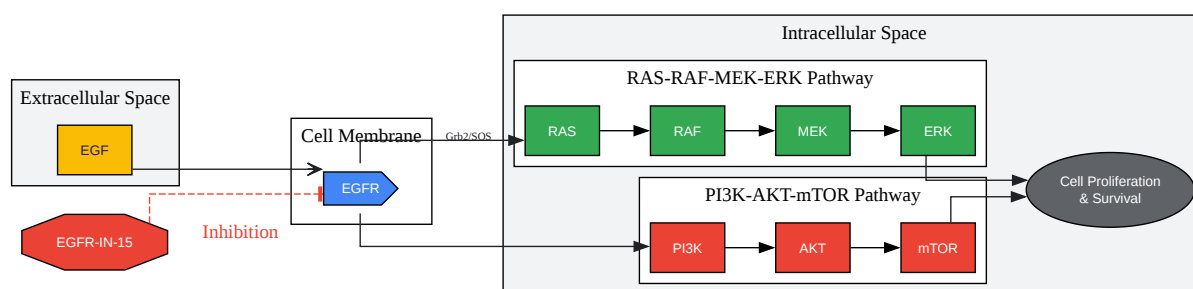 Intracellular Space
RAS-RAF-MEK-ERK Pathway
Extracellular Space
Cell Membrane
Grb2/SOS
RAS
RAF
MEK
ERK
EGF
EGFR
Cell Proliferation
& Survival
PI3K-AKT-mTOR Pathway
Inhibition
EGFR-IN-15
PI3K
AKT
mTOR